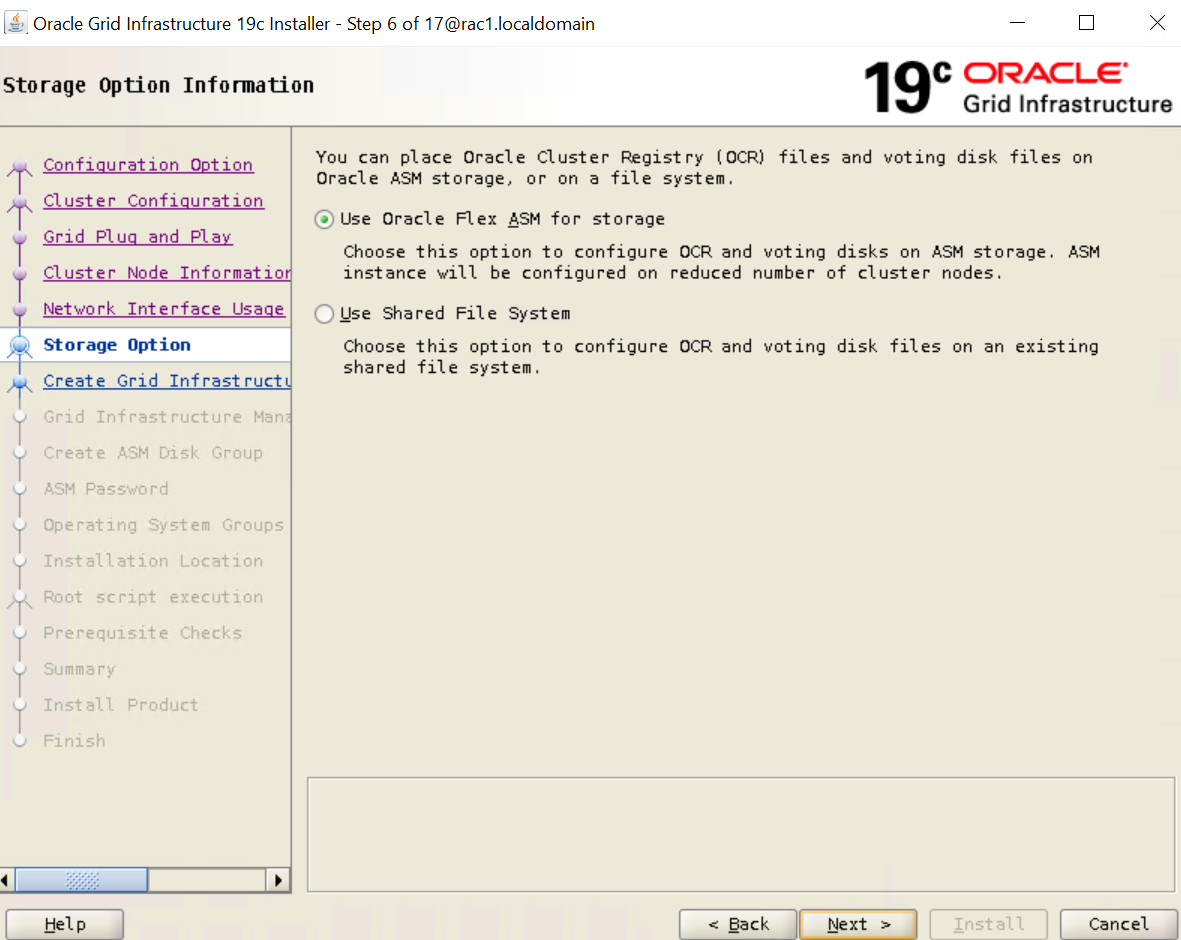 Oracle Grid Infrastructure 19c Installer - Step 6 of 17@rac1.localdomain
Storage Option Information
19c ORACLE
Grid Infrastructure
Configuration Option
Cluster Configuration
Grid Plug and Play
Cluster Node Information
Network Interface Usage
Storage Option
Create Grid Infrastructu
Grid Infrastructure Mana
Create ASM Disk Group
ASM Password
Operating System Groups
Installation Location
Root script execution
Prerequisite Checks
Summary
Install Product
Finish
You can place Oracle Cluster Registry (OCR) files and voting disk files on
Oracle ASM storage, or on a file system.
Use Oracle Flex ASM for storage
Choose this option to configure OCR and voting disks on ASM storage. ASM
instance will be configured on reduced number of cluster nodes.
Use Shared File System
Choose this option to configure OCR and voting disk files on an existing
shared file system.
Help
< Back
Next >
Install
Cancel